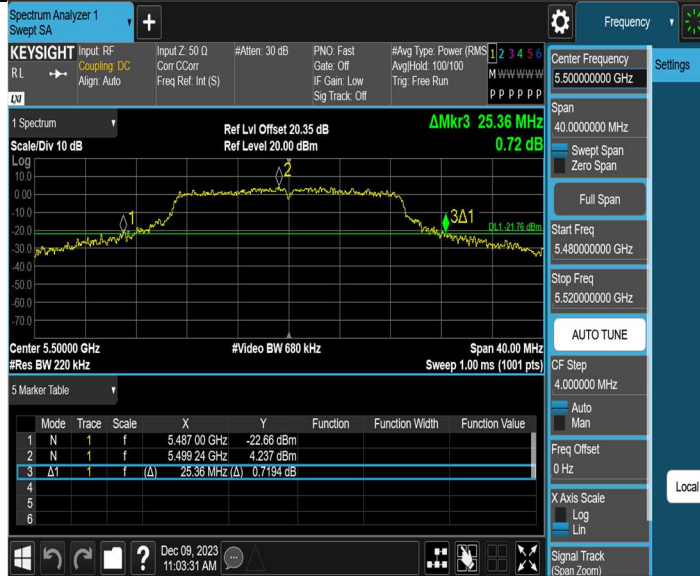 Spectrum Analyzer 1
Swept SA
Frequency
KEYSIGHT
R L
LXI
Input: RF
Coupling: DC
Align: Auto
Input Z: 50 Ω
Corr CCorr
Freq Ref: Int (S)
#Atten: 30 dB
PNO: Fast
Gate: Off
IF Gain: Low
Sig Track: Off
#Avg Type: Power (RMS
Avg|Hold: 100/100
Trig: Free Run
1 2 3 4 5 6
M W W W W W
P P P P P P
1 Spectrum
Scale/Div 10 dB
Ref Lvl Offset 20.35 dB
Ref Level 20.00 dBm
ΔMkr3 25.36 MHz
0.72 dB
Log
10.0
0.00
-10.0
-20.0
-30.0
-40.0
-50.0
-60.0
-70.0
1
2
3Δ1
DL1 -21.76 dBm
Center 5.50000 GHz
#Res BW 220 kHz
#Video BW 680 kHz
Span 40.00 MHz
Sweep 1.00 ms (1001 pts)
5 Marker Table
Mode Trace Scale X Y Function Function Width Function Value
1 N 1 f 5.487 00 GHz -22.66 dBm
2 N 1 f 5.499 24 GHz 4.237 dBm
3 Δ1 1 f (Δ) 25.36 MHz (Δ) 0.7194 dB
4
5
6
Dec 09, 2023
11:03:31 AM
Center Frequency
5.500000000 GHz
Settings
Span
40.0000000 MHz
Swept Span
Zero Span
Full Span
Start Freq
5.480000000 GHz
Stop Freq
5.520000000 GHz
AUTO TUNE
CF Step
4.000000 MHz
Auto
Man
Freq Offset
0 Hz
X Axis Scale
Log
Lin
Local
Signal Track
(Span Zoom)